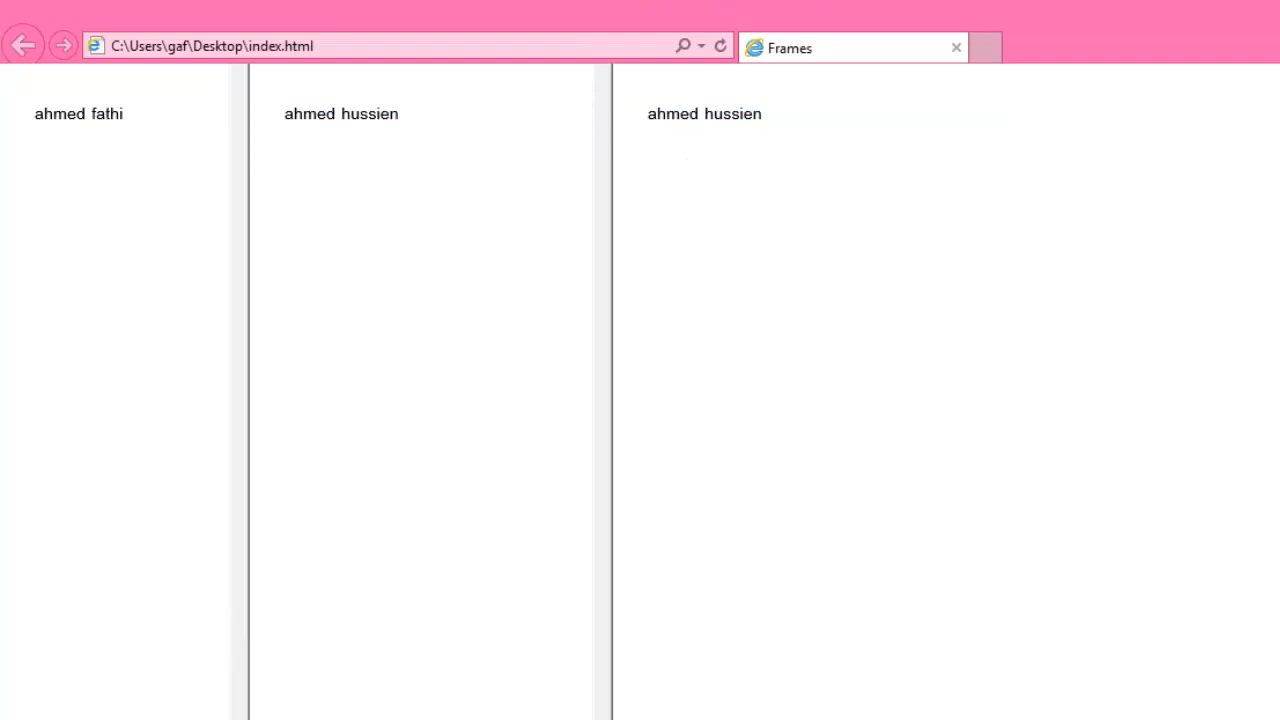 C:\Users\gaf\Desktop\index.html
Frames
ahmed fathi
ahmed hussien
ahmed hussien